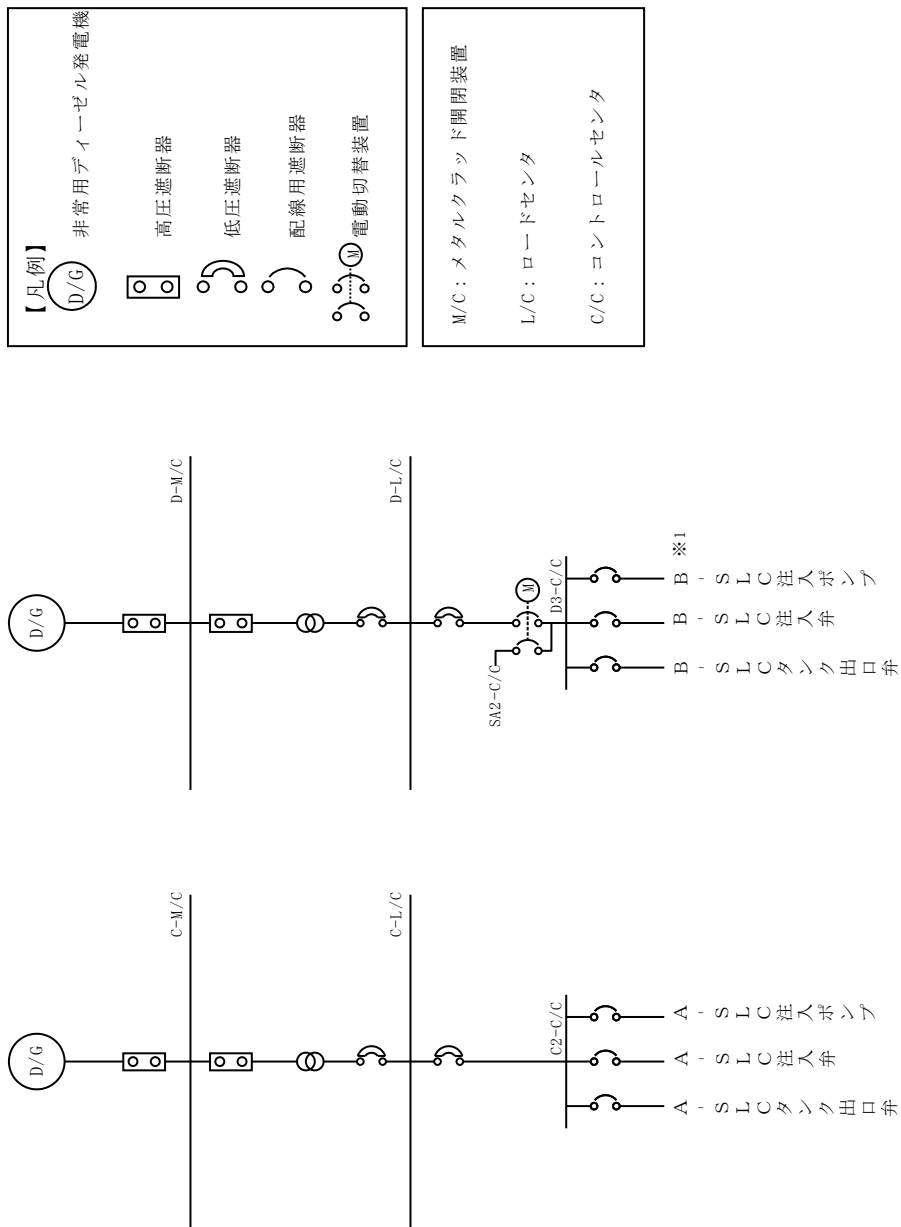 【凡例】
D/G
非常用ディーゼル発電機
高圧遮断器
低圧遮断器
配線用遮断器
M
電動切替装置
M/C：メタルクラッド開閉装置
L/C：ロードセンタ
C/C：コントロールセンタ
D/G
C-M/C
C-L/C
C2-C/C
A-SLCタンク出口弁
A-SLC注入弁
A-SLC注入ポンプ
D/G
D-M/C
D-L/C
SA2-C/C
M
D3-C/C
B-SLCタンク出口弁
B-SLC注入弁
B-SLC注入ポンプ
※1